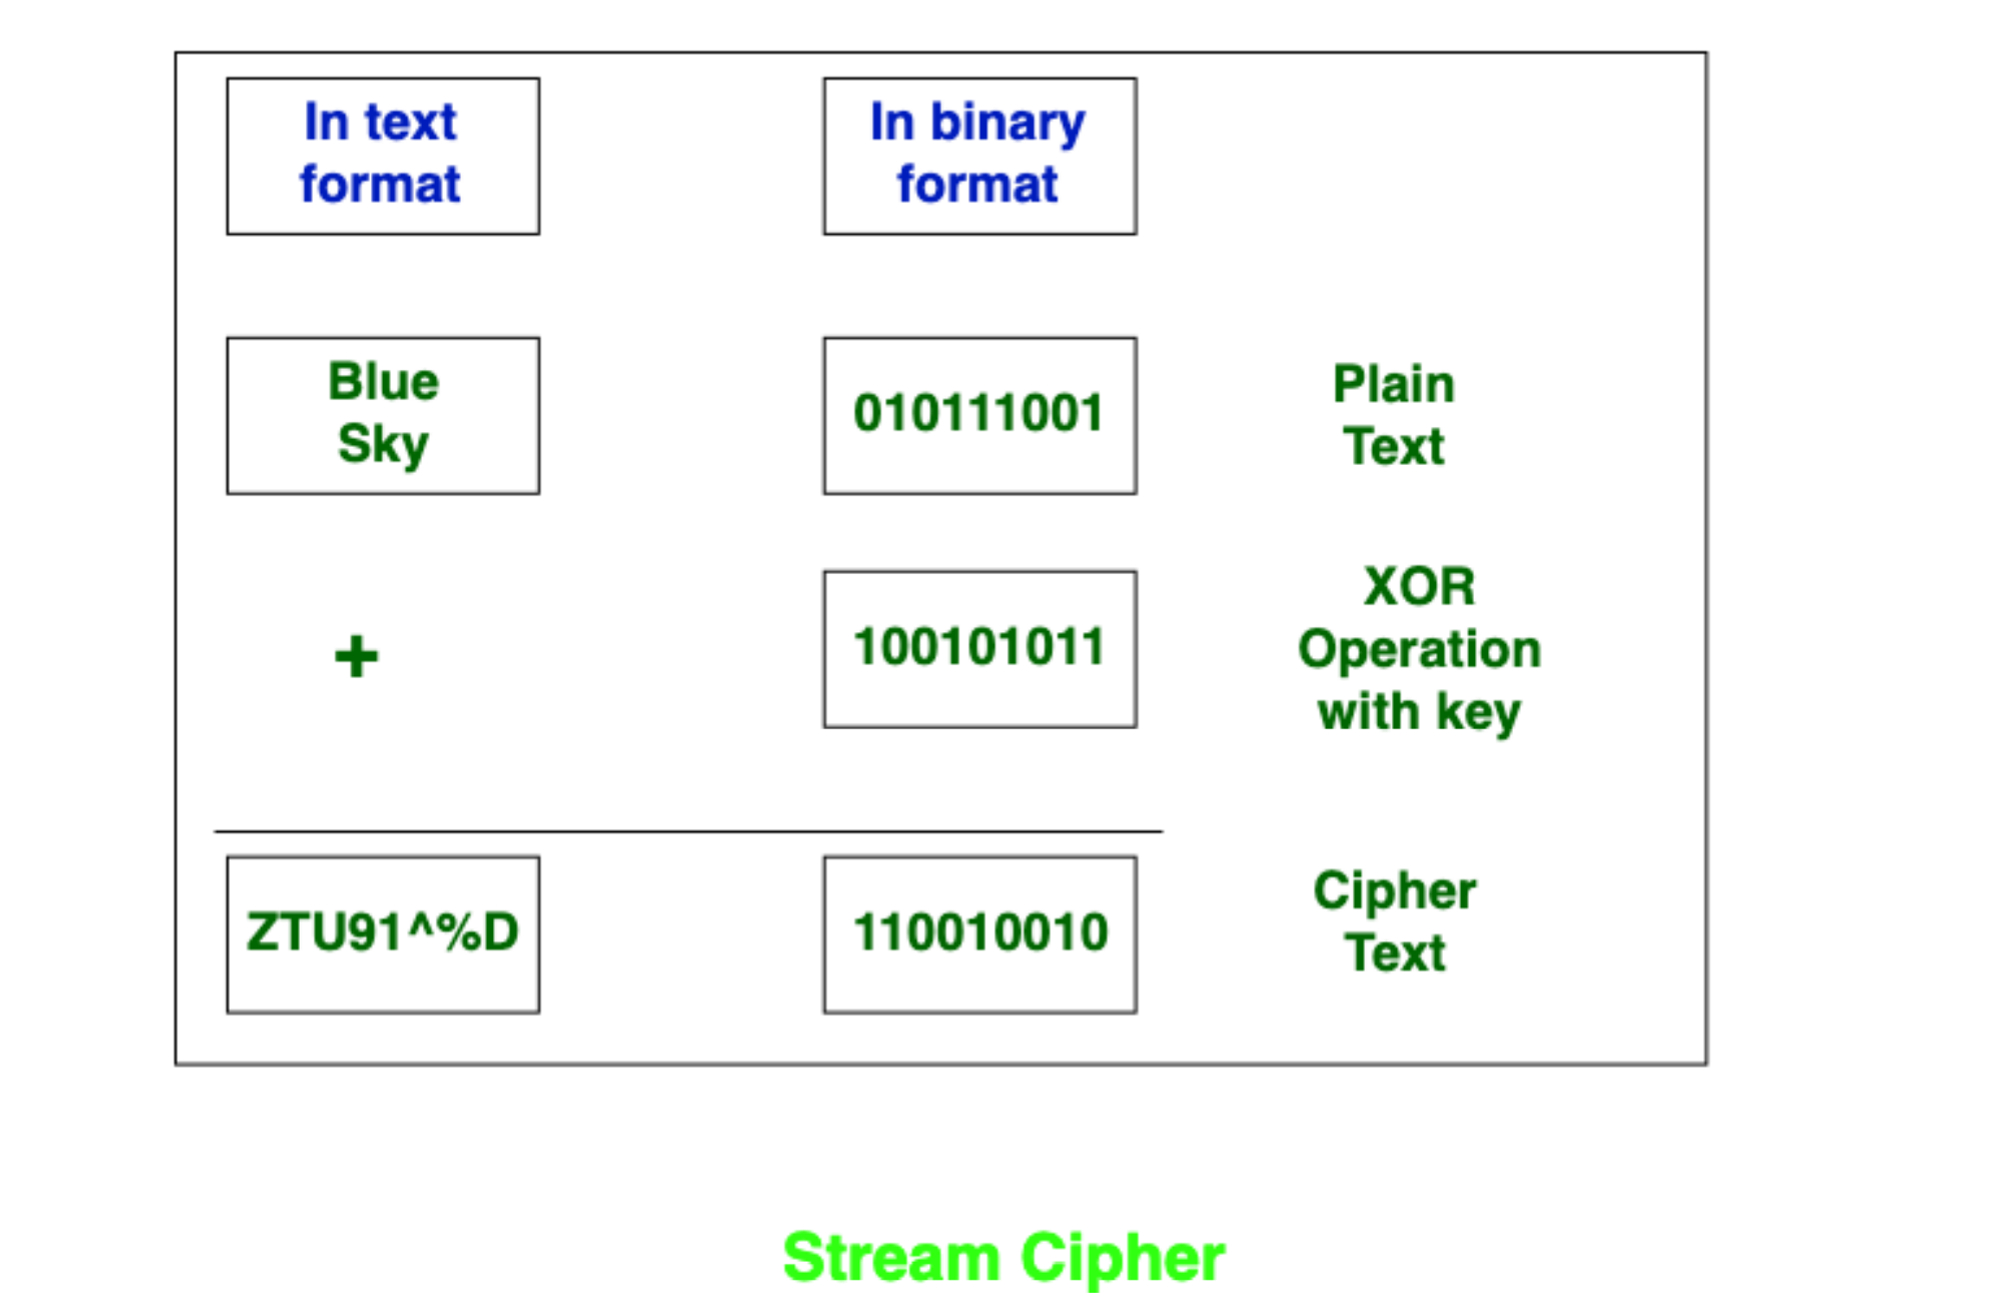 In text
format
In binary
format
Blue
Sky
010111001
Plain
Text
+
100101011
XOR
Operation
with key
ZTU91^%D
110010010
Cipher
Text
Stream Cipher